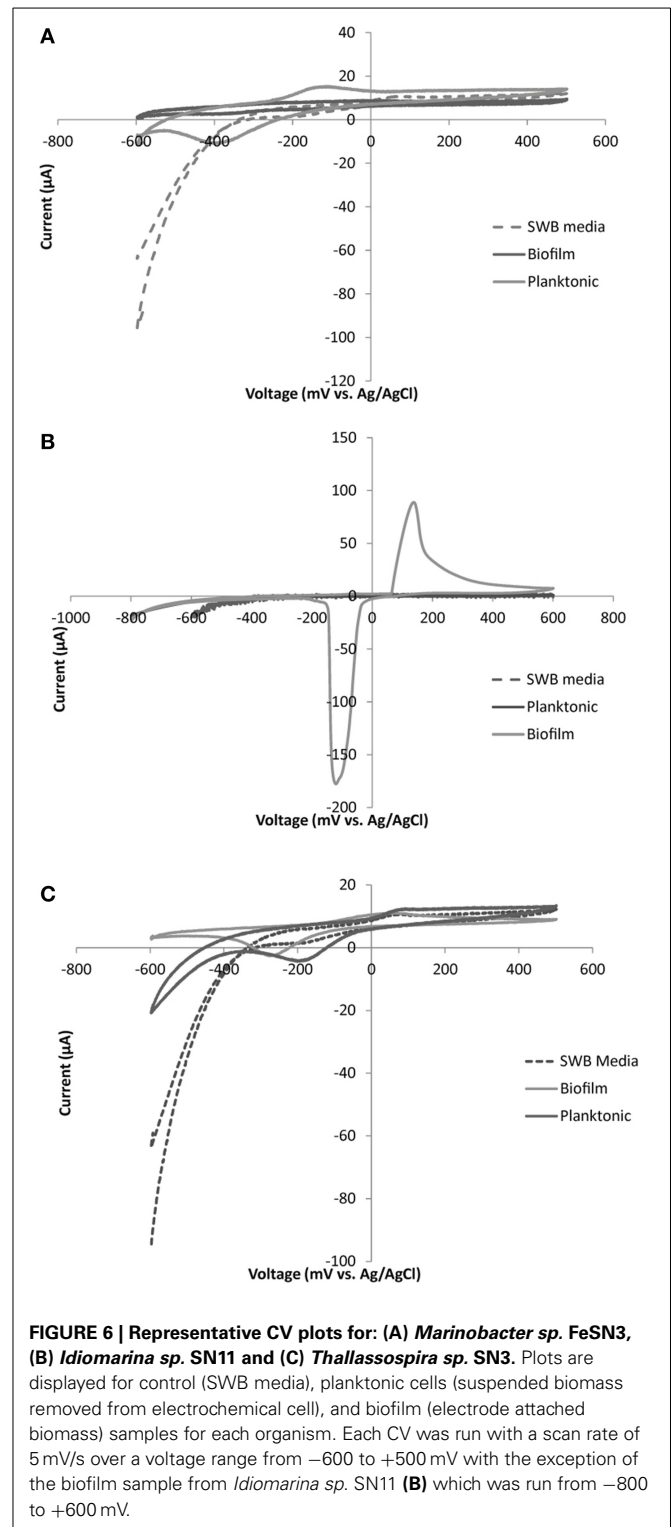 A
40
20
0
-20
-40
-60
-80
-100
-120
-800
-600
-400
-200
0
200
400
600
Current (µA)
Voltage (mV vs. Ag/AgCl)
SWB media
Biofilm
Planktonic
B
150
100
50
0
-50
-100
-150
-200
-1000
-800
-600
-400
-200
0
200
400
600
800
Current (µA)
Voltage (mV vs. Ag/AgCl)
SWB media
Planktonic
Biofilm
C
20
0
-20
-40
-60
-80
-100
-800
-600
-400
-200
0
200
400
600
Current (µA)
Voltage (mV vs. Ag/AgCl)
SWB Media
Biofilm
Planktonic
FIGURE 6 | Representative CV plots for: (A) Marinobacter sp. FeSN3,
(B) Idiomarina sp. SN11 and (C) Thallassospira sp. SN3. Plots are
displayed for control (SWB media), planktonic cells (suspended biomass
removed from electrochemical cell), and biofilm (electrode attached
biomass) samples for each organism. Each CV was run with a scan rate of
5 mV/s over a voltage range from −600 to +500 mV with the exception of
the biofilm sample from Idiomarina sp. SN11 (B) which was run from −800
to +600 mV.